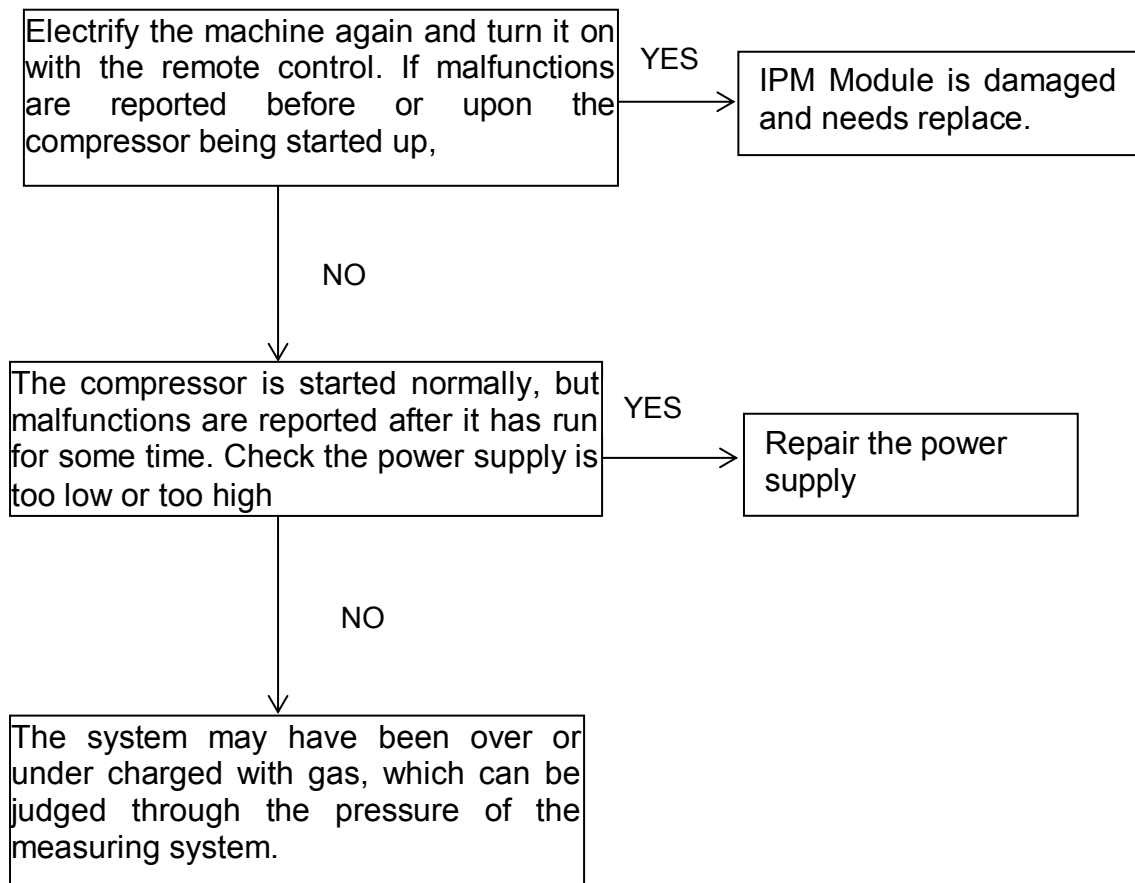 Electrify the machine again and turn it on
with the remote control. If malfunctions
are reported before or upon the
compressor being started up,
YES
IPM Module is damaged
and needs replace.
NO
The compressor is started normally, but
malfunctions are reported after it has run
for some time. Check the power supply is
too low or too high
YES
Repair the power
supply
NO
The system may have been over or
under charged with gas, which can be
judged through the pressure of the
measuring system.